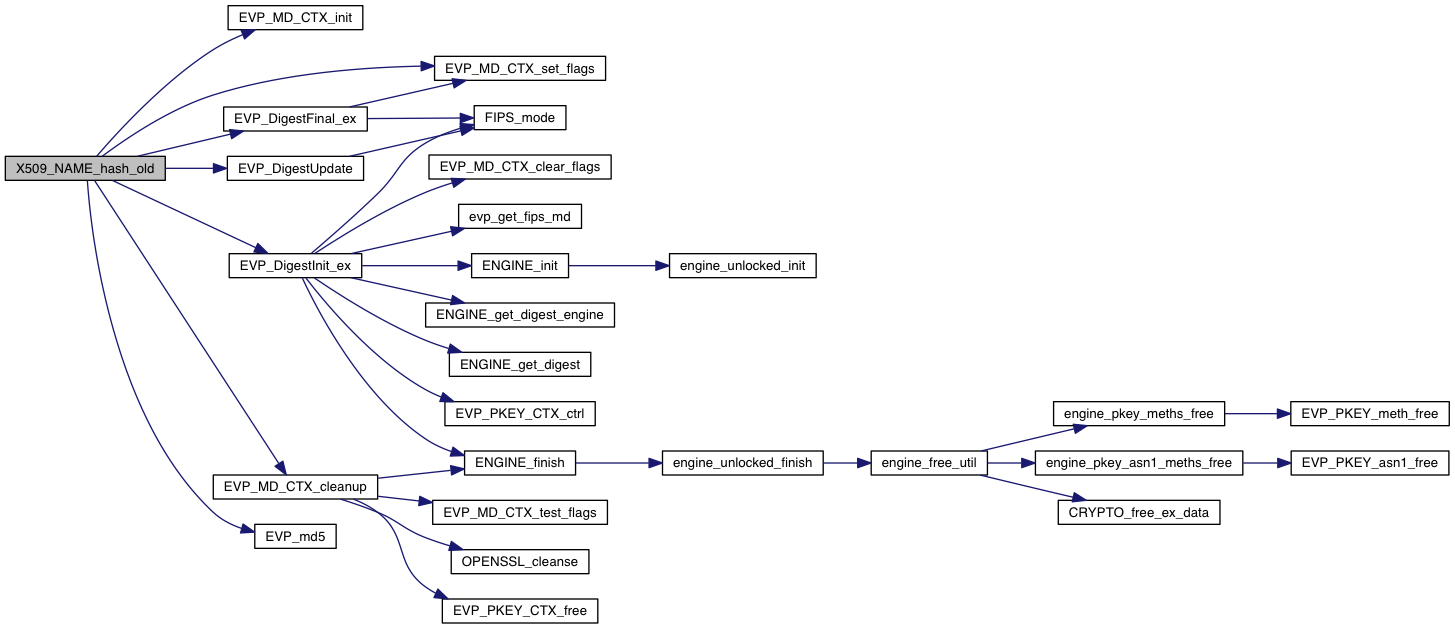 EVP_MD_CTX_init
EVP_MD_CTX_set_flags
EVP_DigestFinal_ex
FIPS_mode
X509_NAME_hash_old
EVP_DigestUpdate
EVP_MD_CTX_clear_flags
evp_get_fips_md
EVP_DigestInit_ex
ENGINE_init
engine_unlocked_init
ENGINE_get_digest_engine
ENGINE_get_digest
EVP_PKEY_CTX_ctrl
engine_pkey_meths_free
EVP_PKEY_meth_free
ENGINE_finish
engine_unlocked_finish
engine_free_util
engine_pkey_asn1_meths_free
EVP_PKEY_asn1_free
EVP_MD_CTX_cleanup
EVP_MD_CTX_test_flags
CRYPTO_free_ex_data
EVP_md5
OPENSSL_cleanse
EVP_PKEY_CTX_free